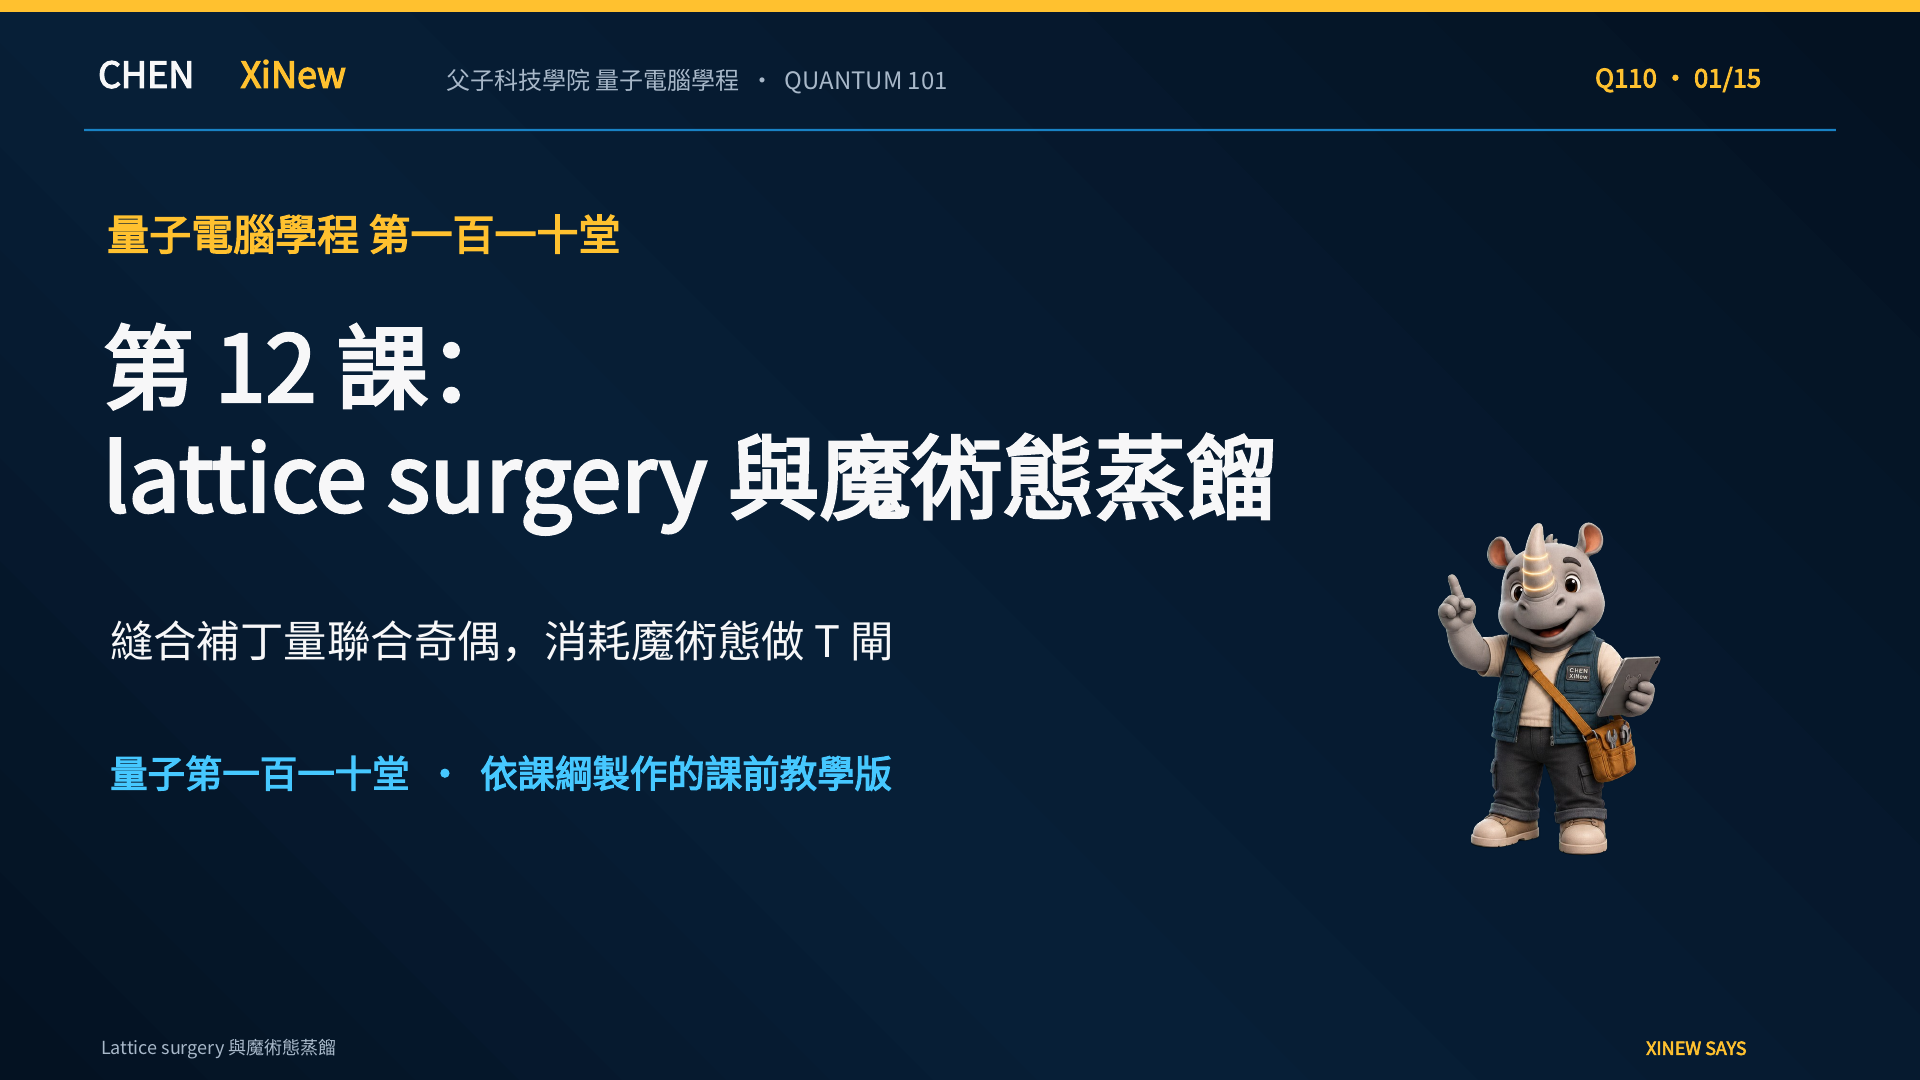 CHEN XiNew 父子科技學院 量子電腦學程 · QUANTUM 101 Q110 · 01/15
量子電腦學程 第一百一十堂
第 12 課：
lattice surgery 與魔術態蒸餾
縫合補丁量聯合奇偶，消耗魔術態做 T 閘
量子第一百一十堂 · 依課綱製作的課前教學版
CHEN
XiNew
Lattice surgery 與魔術態蒸餾
XINEW SAYS